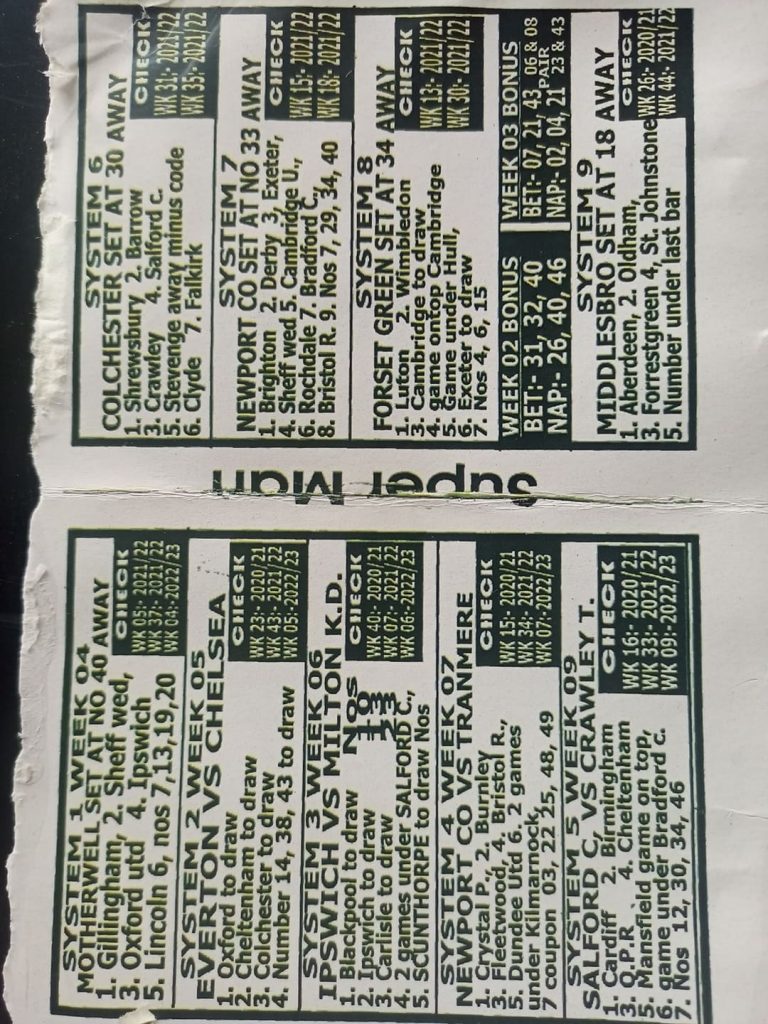 SYSTEM 1 WEEK 04
MOTHERWELL SET AT NO 40 AWAY
1. Gillingham, 2. Sheff wed,
3. Oxford utd 4. Ipswich
5. Lincoln 6, nos 7,13,19,20
CHECK
WK 05:- 2021/22
WK 37:- 2021/22
WK 04:- 2022/23
SYSTEM 2 WEEK 05
EVERTON VS CHELSEA
1. Oxford to draw
2. Cheltenham to draw
3. Colchester to draw
4. Number 14, 38, 43 to draw
CHECK
WK 23:- 2020/21
WK 43:- 2021/22
WK 05:-2022/23
SYSTEM 3 WEEK 06
IPSWICH VS MILTON K.D.
1. Blackpool to draw
2. Ipswich to draw
3. Carlisle to draw
4. 2 games under SALFORD C.,
5. SCUNTHORPE to draw Nos
NOS
CHECK
WK 40:- 2020/21
WK 07:- 2021/22
WK 06:-2022/23
SYSTEM 4 WEEK 07
NEWPORT CO VS TRANMERE
1. Crystal P., 2. Burnley
3. Fleetwood, 4. Bristol R.,
5. Dundee Utd 6. 2 games
under Kilmarnock,
7 coupon 03, 22 25, 48, 49
CHECK
WK 15:- 2020/21
WK 34:- 2021/22
WK 07:- 2022/23
SYSTEM 5 WEEK 09
SALFORD C, VS CRAWLEY T.
1. Cardiff 2. Birmingham
3. Q.P.R 4. Cheltenham
5. Mansfield game on top,
6. game under Bradford C.
7. Nos 12, 30, 34, 46
CHECK
WK 16:- 2020/21
WK 33:- 2021/22
WK 09:-2022/23
Super Man
SYSTEM 6
COLCHESTER SET AT 30 AWAY
1. Shrewsbury 2. Barrow
3. Crawley 4. Salford c.
5. Stevenge away minus code
6. Clyde 7. Falkirk
CHECK
WK 31:- 2021/22
WK 35:- 2021/22
SYSTEM 7
NEWPORT CO SET AT NO 33 AWAY
1. Brighton 2. Derby 3, Exeter,
4. Sheff wed 5. Cambridge U.,
6. Rochdale 7. Bradford C.,
8. Bristol R. 9. Nos 7, 29, 34, 40
CHECK
WK 15:- 2021/22
WK 18:- 2021/22
SYSTEM 8
FORSET GREEN SET AT 34 AWAY
1. Luton 2. Wimbledon
3. Cambridge to draw
4. game ontop Cambridge
5. Game under Hull,
6. Exeter to draw
7. Nos 4, 6, 15
CHECK
WK 13:- 2021/22
WK 30:- 2021/22
WEEK 02 BONUS
BET:- 31, 32, 40
NAP:- 26, 40, 46
WEEK 03 BONUS
BET:- 07, 21, 43
NAP:- 02, 04, 21
06 & 08
PAIR
23 & 43
SYSTEM 9
MIDDLESBRO SET AT 18 AWAY
1. Aberdeen, 2. Oldham,
3. Forrestgreen 4, St. Johnstone
5. Number under last bar
CHECK
WK 26:- 2020/21
WK 44:- 2021/22